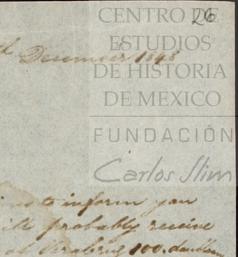 CENTRO DE
26
ESTUDIOS
December 1848
DE HISTORIA
DE MEXICO
FUNDACIÓN
Carlos Slim
to inform you
probably receive
Veracruz 100.